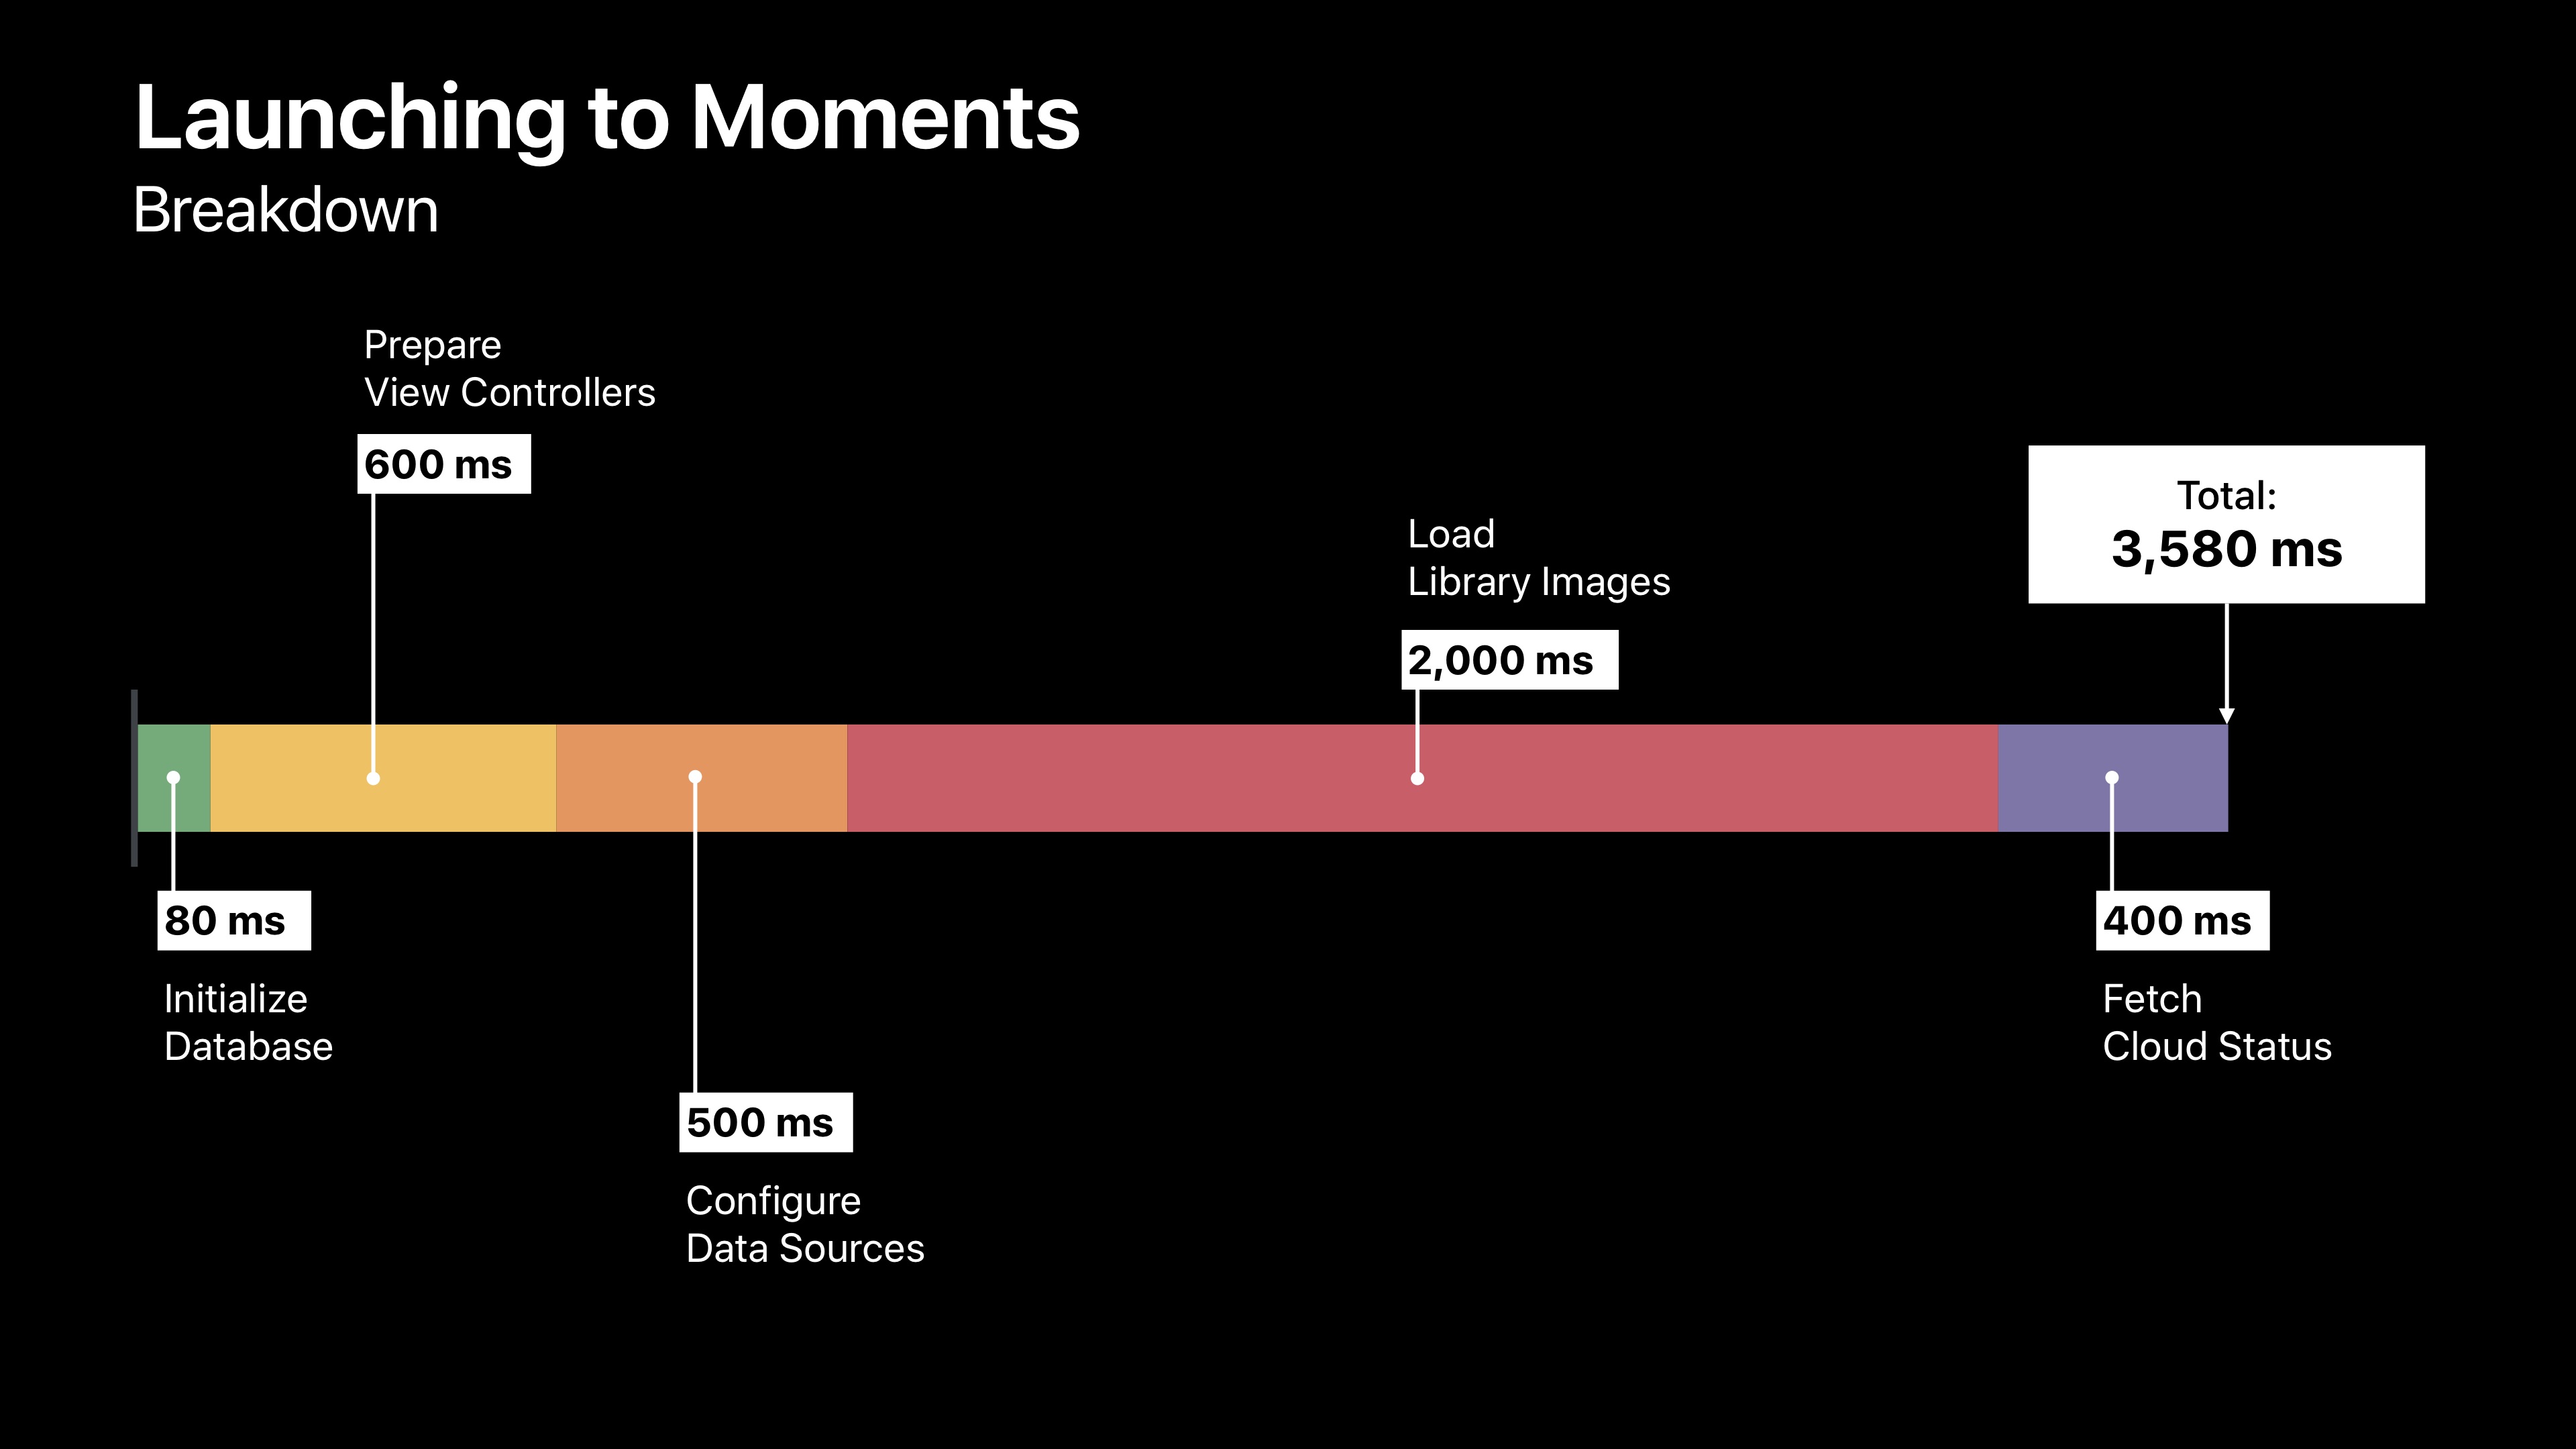 Launching to Moments
Breakdown
Prepare
View Controllers
600 ms
Load
Library Images
2,000 ms
Total:
3,580 ms
80 ms
Initialize
Database
500 ms
Configure
Data Sources
400 ms
Fetch
Cloud Status